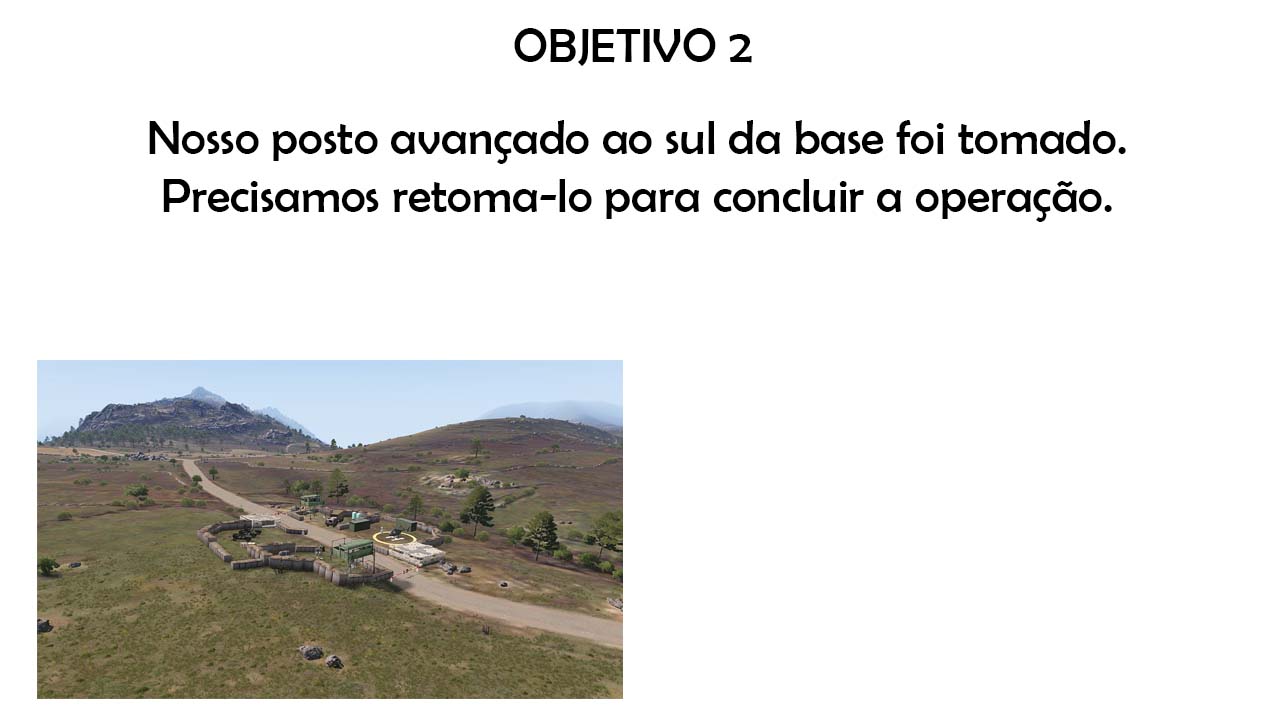 OBJETIVO 2
Nosso posto avançado ao sul da base foi tomado.
Precisamos retoma-lo para concluir a operação.